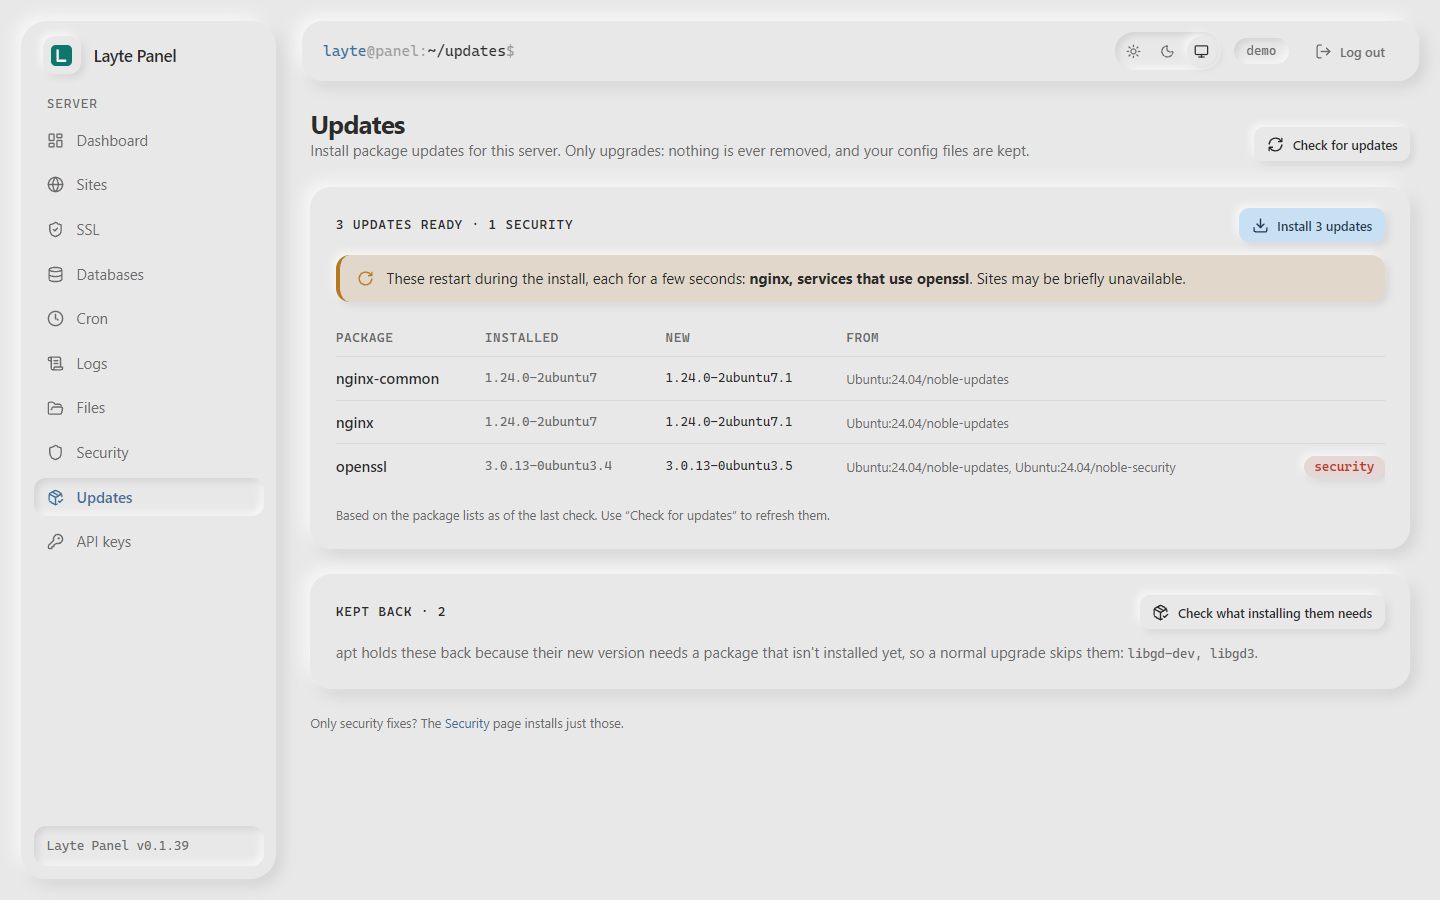 Layte Panel
SERVER
Dashboard
Sites
SSL
Databases
Cron
Logs
Files
Security
Updates
API keys
Layte Panel v0.1.39
layte@panel:~/updates$
demo
Log out
Updates
Install package updates for this server. Only upgrades: nothing is ever removed, and your config files are kept.
Check for updates
3 UPDATES READY · 1 SECURITY
Install 3 updates
These restart during the install, each for a few seconds: nginx, services that use openssl. Sites may be briefly unavailable.
PACKAGE INSTALLED NEW FROM
nginx-common 1.24.0-2ubuntu7 1.24.0-2ubuntu7.1 Ubuntu:24.04/noble-updates
nginx 1.24.0-2ubuntu7 1.24.0-2ubuntu7.1 Ubuntu:24.04/noble-updates
openssl 3.0.13-0ubuntu3.4 3.0.13-0ubuntu3.5 Ubuntu:24.04/noble-updates, Ubuntu:24.04/noble-security security
Based on the package lists as of the last check. Use “Check for updates” to refresh them.
KEPT BACK · 2
Check what installing them needs
apt holds these back because their new version needs a package that isn't installed yet, so a normal upgrade skips them: libgd-dev, libgd3.
Only security fixes? The Security page installs just those.